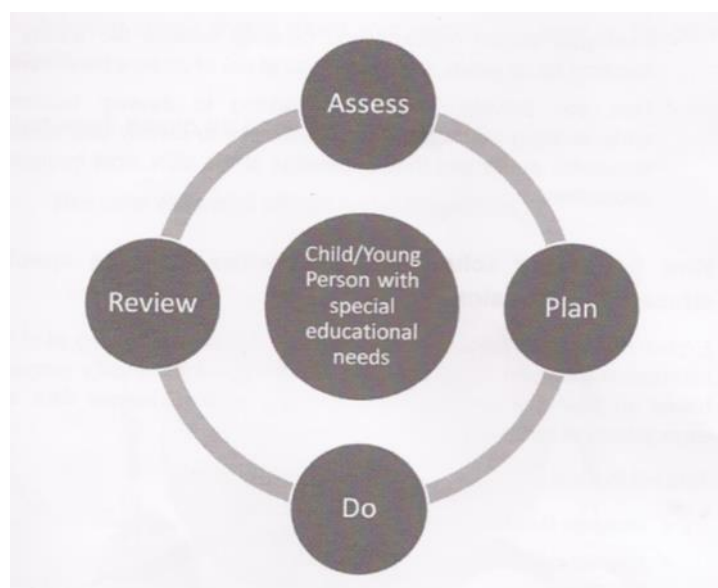 Assess
Child/Young
Person with
special
educational
needs
Review
Plan
Do